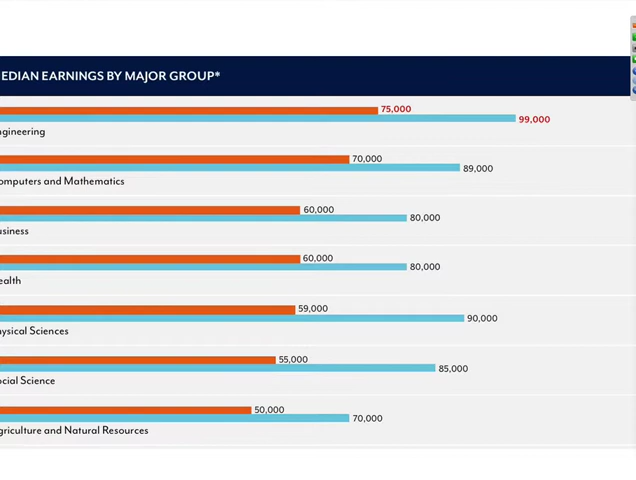 EDIAN EARNINGS BY MAJOR GROUP*
75,000
99,000
ngineering
70,000
89,000
omputers and Mathematics
60,000
80,000
usiness
60,000
80,000
ealth
59,000
90,000
hysical Sciences
55,000
85,000
ocial Science
50,000
70,000
griculture and Natural Resources